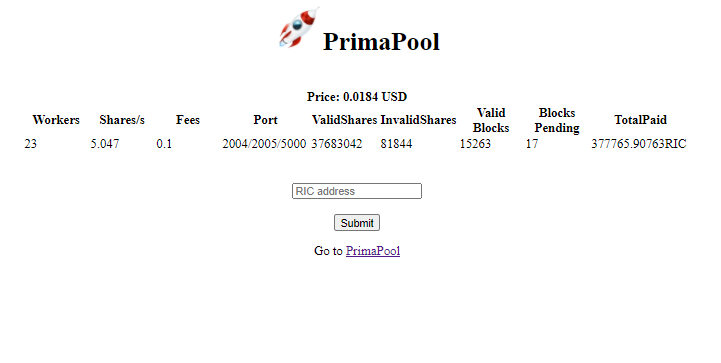 PrimaPool
Price: 0.0184 USD
Workers Shares/s Fees Port ValidShares InvalidShares Valid Blocks Blocks Pending TotalPaid
23 5.047 0.1 2004/2005/5000 37683042 81844 15263 17 377765.90763RIC
RIC address
Submit
Go to PrimaPool